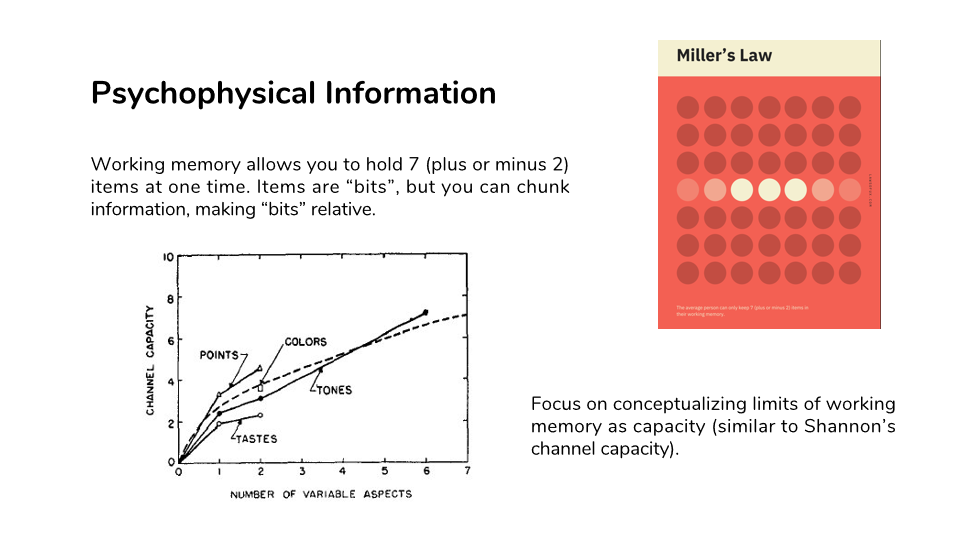 Miller's Law
Psychophysical Information
Working memory allows you to hold 7 (plus or minus 2)
items at one time. Items are “bits”, but you can chunk
information, making “bits” relative.
The average person can only keep 7 (plus or minus 2) items in
their working memory.
10
8
6
4
2
0
CHANNEL CAPACITY
POINTS
COLORS
TONES
TASTES
0 1 2 3 4 5 6 7
NUMBER OF VARIABLE ASPECTS
Focus on conceptualizing limits of working
memory as capacity (similar to Shannon’s
channel capacity).